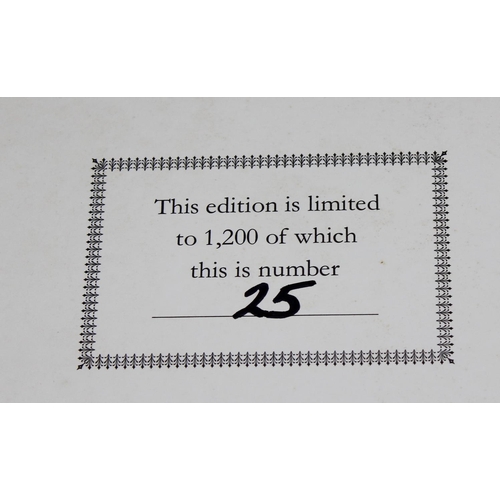 This edition is limited
to 1,200 of which
this is number
25